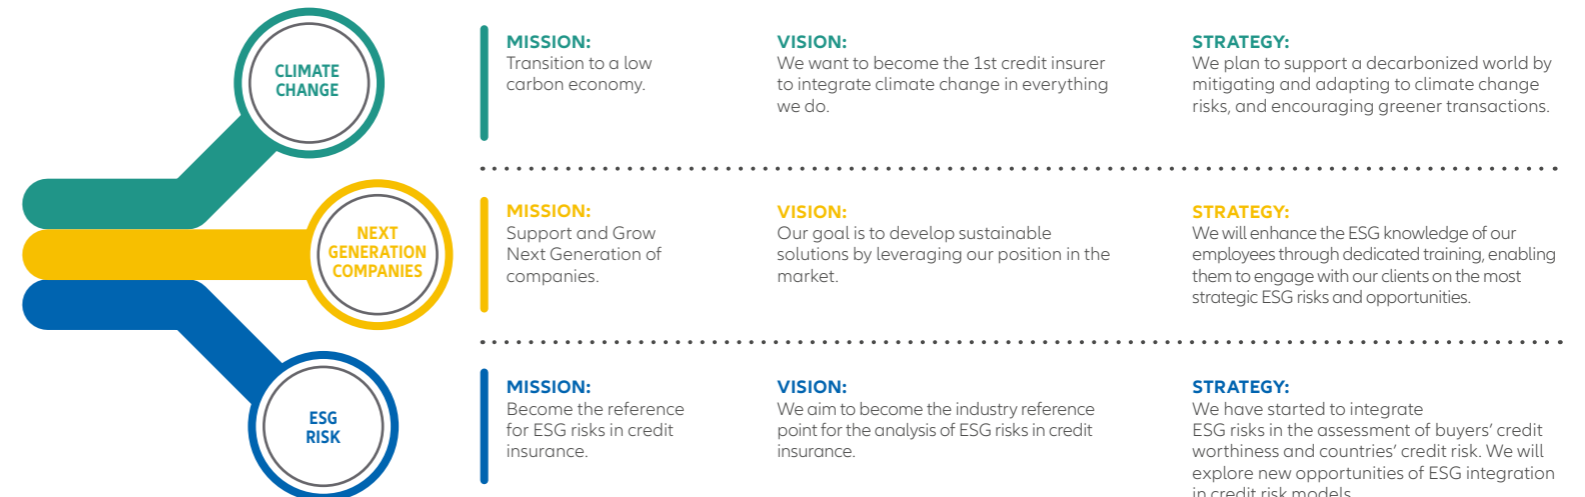 CLIMATE
CHANGE
MISSION:
Transition to a low
carbon economy.
VISION:
We want to become the 1st credit insurer
to integrate climate change in everything
we do.
STRATEGY:
We plan to support a decarbonized world by
mitigating and adapting to climate change
risks, and encouraging greener transactions.
NEXT
GENERATION
COMPANIES
MISSION:
Support and Grow
Next Generation of
companies.
VISION:
Our goal is to develop sustainable
solutions by leveraging our position in the
market.
STRATEGY:
We will enhance the ESG knowledge of our
employees through dedicated training, enabling
them to engage with our clients on the most
strategic ESG risks and opportunities.
ESG
RISK
MISSION:
Become the reference
for ESG risks in credit
insurance.
VISION:
We aim to become the industry reference
point for the analysis of ESG risks in credit
insurance.
STRATEGY:
We have started to integrate
ESG risks in the assessment of buyers’ credit
worthiness and countries’ credit risk. We will
explore new opportunities of ESG integration
in credit risk models